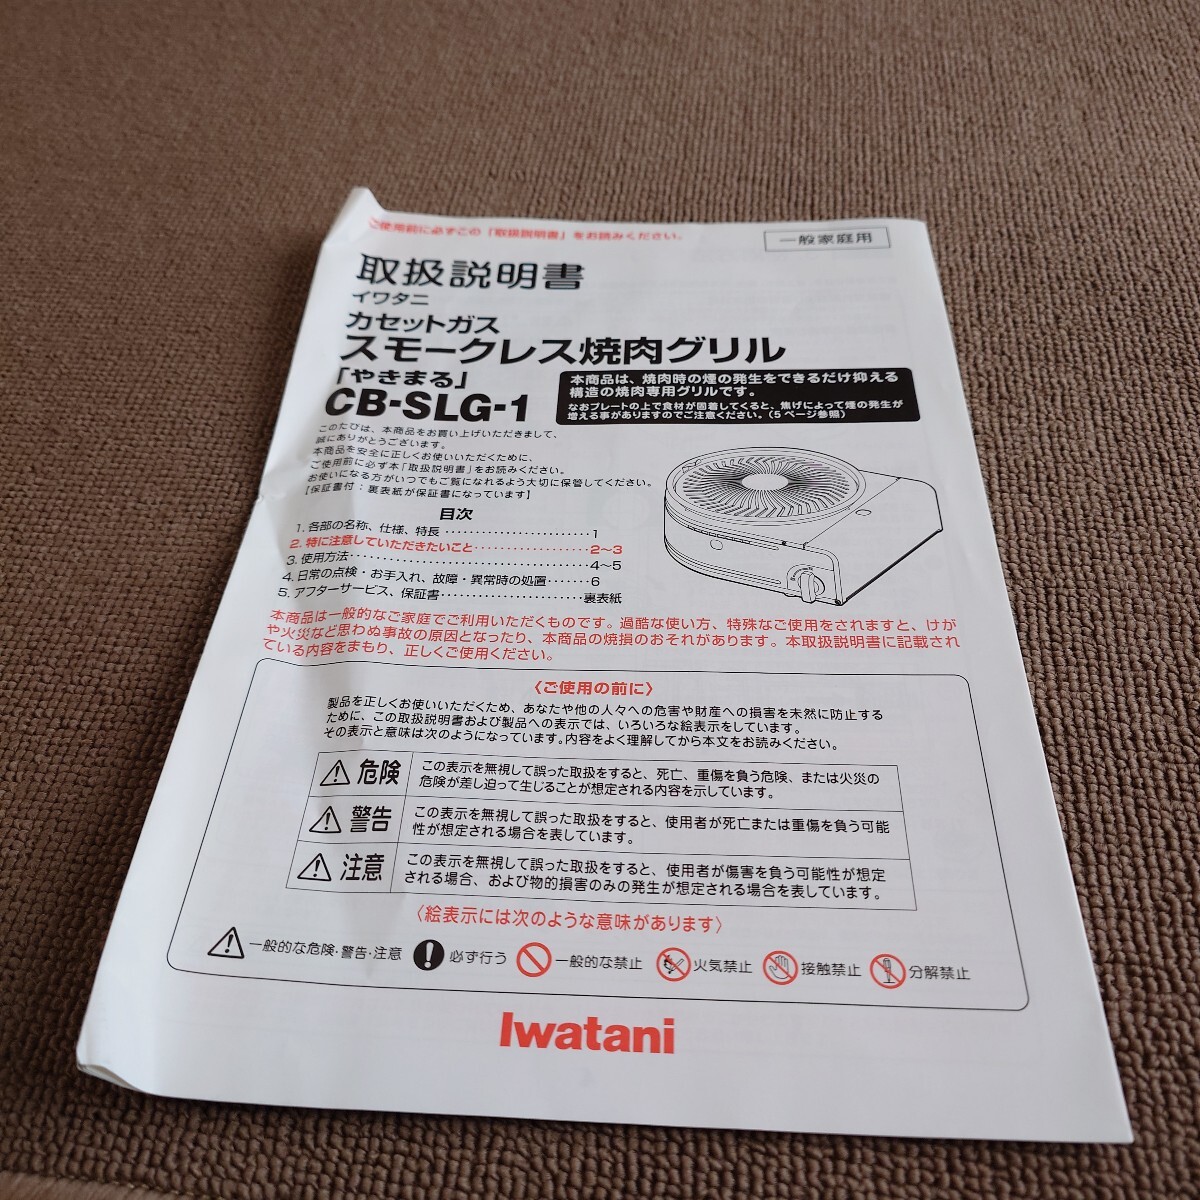 ご使用前に必ずこの「取扱説明書」をお読みください。
一般家庭用
取扱説明書
イワタニ
カセットガス
スモークレス焼肉グリル
「やきまる」
CB-SLG-1
本商品は、焼肉時の煙の発生をできるだけ抑える
構造の焼肉専用グリルです。
なおプレートの上で食材が固着してくると、焦げによって煙の発生が
増える事がありますのでご注意ください。(5ページ参照)
このたびは、本商品をお買い上げいただきまして、
誠にありがとうございます。
本商品を安全に正しくお使いいただくために、
ご使用前に必ず本「取扱説明書」をお読みください。
お使いになる方がいつでもご覧になれるよう大切に保管してください。
【保証書付:裏表紙が保証書になっています】
目次
1. 各部の名称、仕様、特長 ························ 1
2. 特に注意していただきたいこと ··················· 2〜3
3. 使用方法 ······································· 4〜5
4. 日常の点検・お手入れ、故障・異常時の処置 ······· 6
5. アフターサービス、保証書 ······················· 裏表紙
本商品は一般的なご家庭でご利用いただくものです。過酷な使い方、特殊なご使用をされますと、けが
や火災など思わぬ事故の原因となったり、本商品の焼損のおそれがあります。本取扱説明書に記載され
ている内容をまもり、正しくご使用ください。
〈ご使用の前に〉
製品を正しくお使いいただくため、あなたや他の人々への危害や財産への損害を未然に防止する
ために、この取扱説明書および製品への表示では、いろいろな絵表示をしています。
その表示と意味は次のようになっています。内容をよく理解してから本文をお読みください。
危険
この表示を無視して誤った取扱をすると、死亡、重傷を負う危険、または火災の
危険が差し迫って生じることが想定される内容を示しています。
警告
この表示を無視して誤った取扱をすると、使用者が死亡または重傷を負う可能
性が想定される場合を表しています。
注意
この表示を無視して誤った取扱をすると、使用者が傷害を負う可能性が想定
される場合、および物的損害のみの発生が想定される場合を表しています。
〈絵表示には次のような意味があります〉
一般的な危険・警告・注意 必ず行う 一般的な禁止 火気禁止 接触禁止 分解禁止
Iwatani